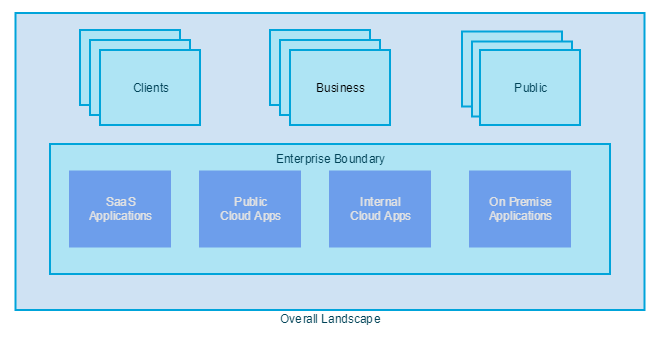 Clients
Business
Public
Enterprise Boundary
SaaS
Applications
Public
Cloud Apps
Internal
Cloud Apps
On Premise
Applications
Overall Landscape